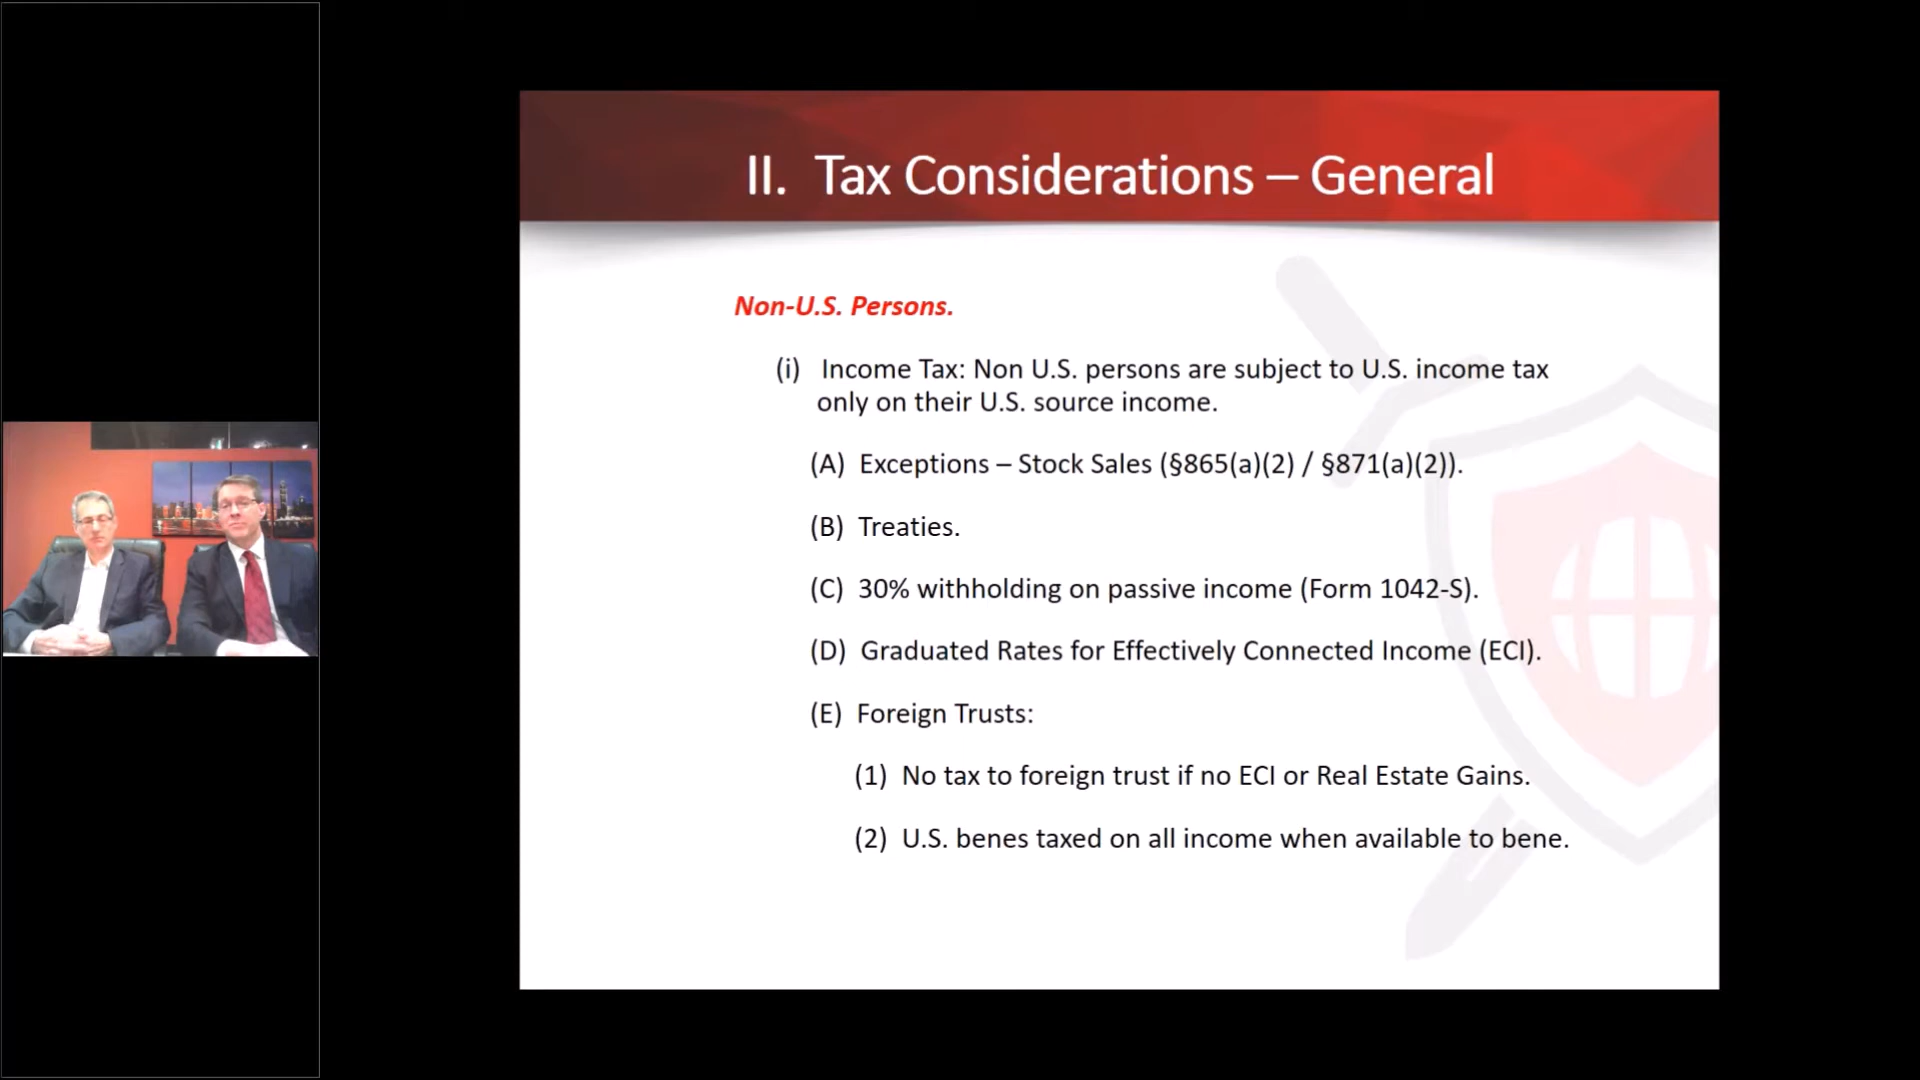 II. Tax Considerations – General
Non-U.S. Persons.
(i) Income Tax: Non U.S. persons are subject to U.S. income tax
only on their U.S. source income.
(A) Exceptions – Stock Sales (§865(a)(2) / §871(a)(2)).
(B) Treaties.
(C) 30% withholding on passive income (Form 1042-S).
(D) Graduated Rates for Effectively Connected Income (ECI).
(E) Foreign Trusts:
(1) No tax to foreign trust if no ECI or Real Estate Gains.
(2) U.S. benes taxed on all income when available to bene.